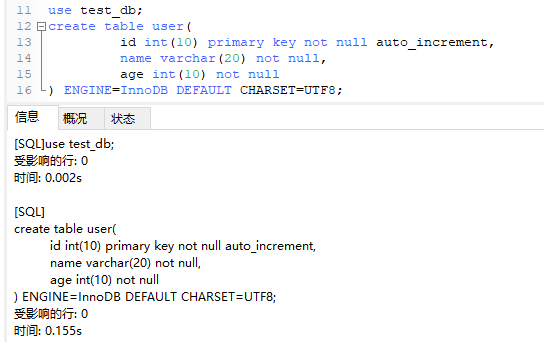 11 use test_db;
12 create table user(
13 id int(10) primary key not null auto_increment,
14 name varchar(20) not null,
15 age int(10) not null
16 ) ENGINE=InnoDB DEFAULT CHARSET=UTF8;
信息 概况 状态
[SQL]use test_db;
受影响的行: 0
时间: 0.002s
[SQL]
create table user(
id int(10) primary key not null auto_increment,
name varchar(20) not null,
age int(10) not null
) ENGINE=InnoDB DEFAULT CHARSET=UTF8;
受影响的行: 0
时间: 0.155s